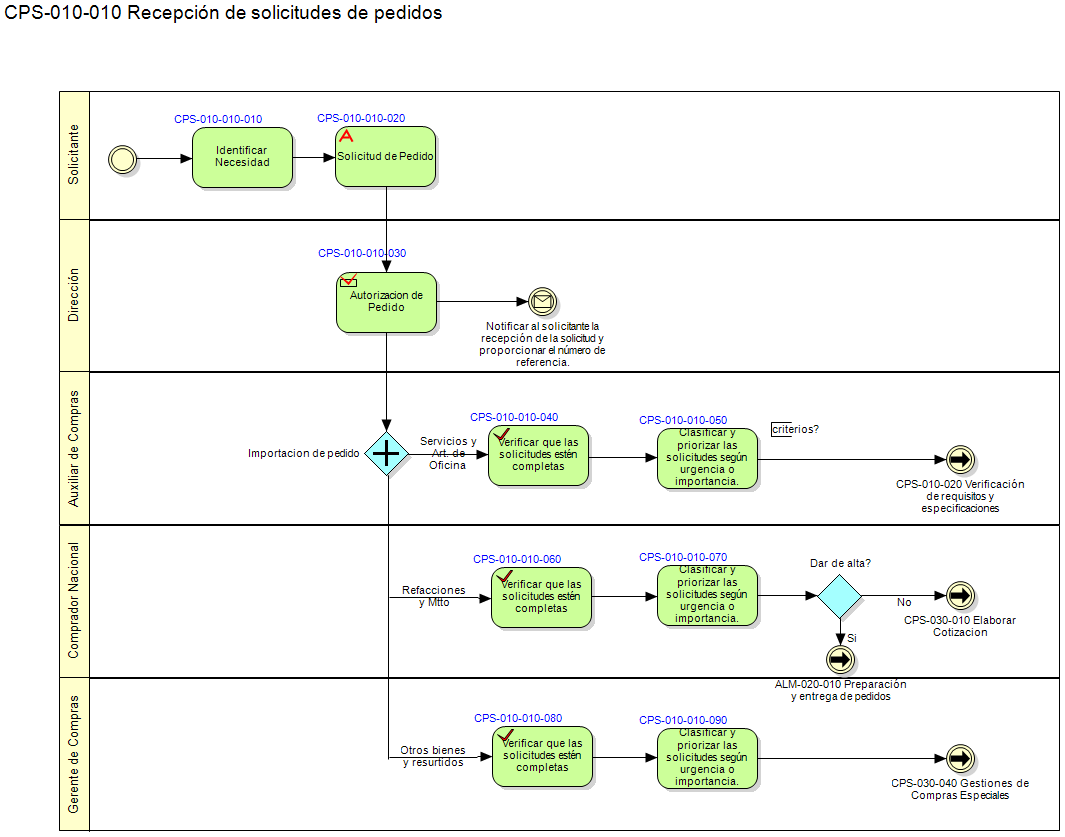 CPS-010-010 Recepción de solicitudes de pedidos
Solicitante
CPS-010-010-010
Identificar
Necesidad
CPS-010-010-020
Solicitud de Pedido
Dirección
CPS-010-010-030
Autorizacion de
Pedido
Notificar al solicitante la
recepción de la solicitud y
proporcionar el número de
referencia.
Auxiliar de Compras
Importacion de pedido
Servicios y
Art. de
Oficina
CPS-010-010-040
Verificar que las
solicitudes estén
completas
CPS-010-010-050
Clasificar y
priorizar las
solicitudes según
urgencia o
importancia.
criterios?
CPS-010-020 Verificación
de requisitos y
especificaciones
Comprador Nacional
Refacciones
y Mtto
CPS-010-010-060
Verificar que las
solicitudes estén
completas
CPS-010-010-070
Clasificar y
priorizar las
solicitudes según
urgencia o
importancia.
Dar de alta?
No
CPS-030-010 Elaborar
Cotizacion
Si
ALM-020-010 Preparación
y entrega de pedidos
Gerente de Compras
Otros bienes
y resurtidos
CPS-010-010-080
Verificar que las
solicitudes estén
completas
CPS-010-010-090
Clasificar y
priorizar las
solicitudes según
urgencia o
importancia.
CPS-030-040 Gestiones de
Compras Especiales